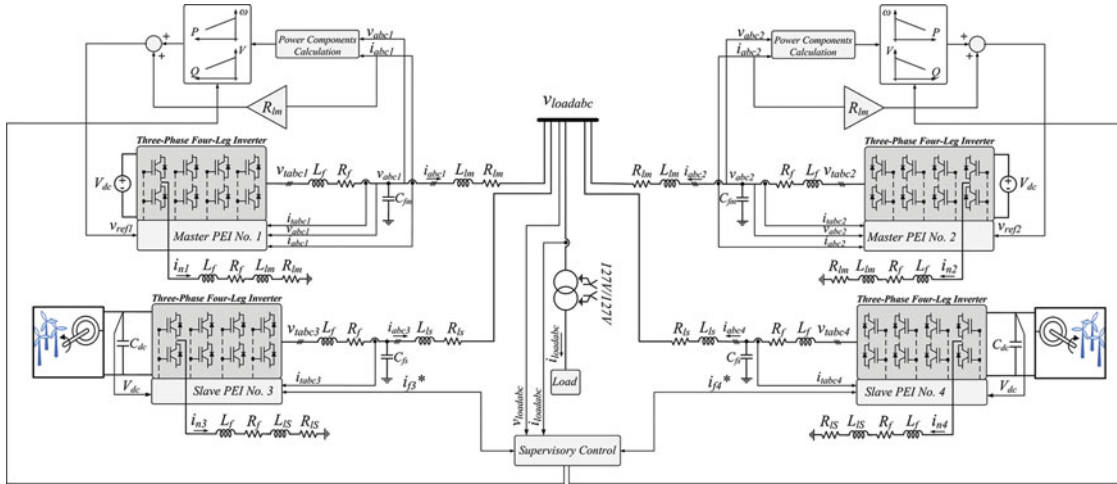 ω
P
V
Q
Power Components Calculation
v_abc1
i_abc1
R_lm
v_loadabc
v_abc2
i_abc2
Power Components Calculation
ω
V
P
Q
R_lm
Three-Phase Four-Leg Inverter
V_dc
v_tabc1
L_f
R_f
v_abc1
i_abc1
L_lm
R_lm
C_fm
i_tabc1
v_abc1
i_abc1
v_ref1
Master PEI No. 1
i_n1
L_f
R_f
L_lm
R_lm
Three-Phase Four-Leg Inverter
R_lm
L_lm
i_abc2
v_abc2
R_f
L_f
v_tabc2
V_dc
C_fm
i_tabc2
v_abc2
i_abc2
Master PEI No. 2
v_ref2
R_lm
L_lm
R_f
L_f
i_n2
127V/127V
i_loadabc
Load
Three-Phase Four-Leg Inverter
C_dc
V_dc
v_tabc3
L_f
R_f
i_abc3
L_ls
R_ls
C_fs
i_tabc3
i_f3*
Slave PEI No. 3
i_n3
L_f
R_f
L_lS
R_lS
Three-Phase Four-Leg Inverter
R_ls
L_ls
i_abc4
R_f
L_f
v_tabc4
C_fs
C_dc
V_dc
i_tabc4
i_f4*
Slave PEI No. 4
R_lS
L_lS
R_f
L_f
i_n4
v_loadabc
i_loadabc
Supervisory Control